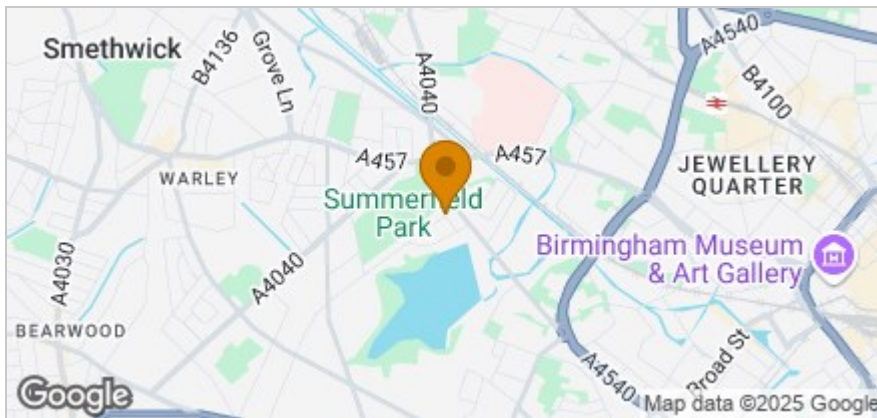 Smethwick
B4136
Grove Ln
A4040
A4540
B4100
A457
A457
WARLEY
JEWELLERY
QUARTER
Summerfield
Park
Birmingham Museum
& Art Gallery
A4030
A4040
BEARWOOD
A4540
Broad St
Google
Map data ©2025 Google